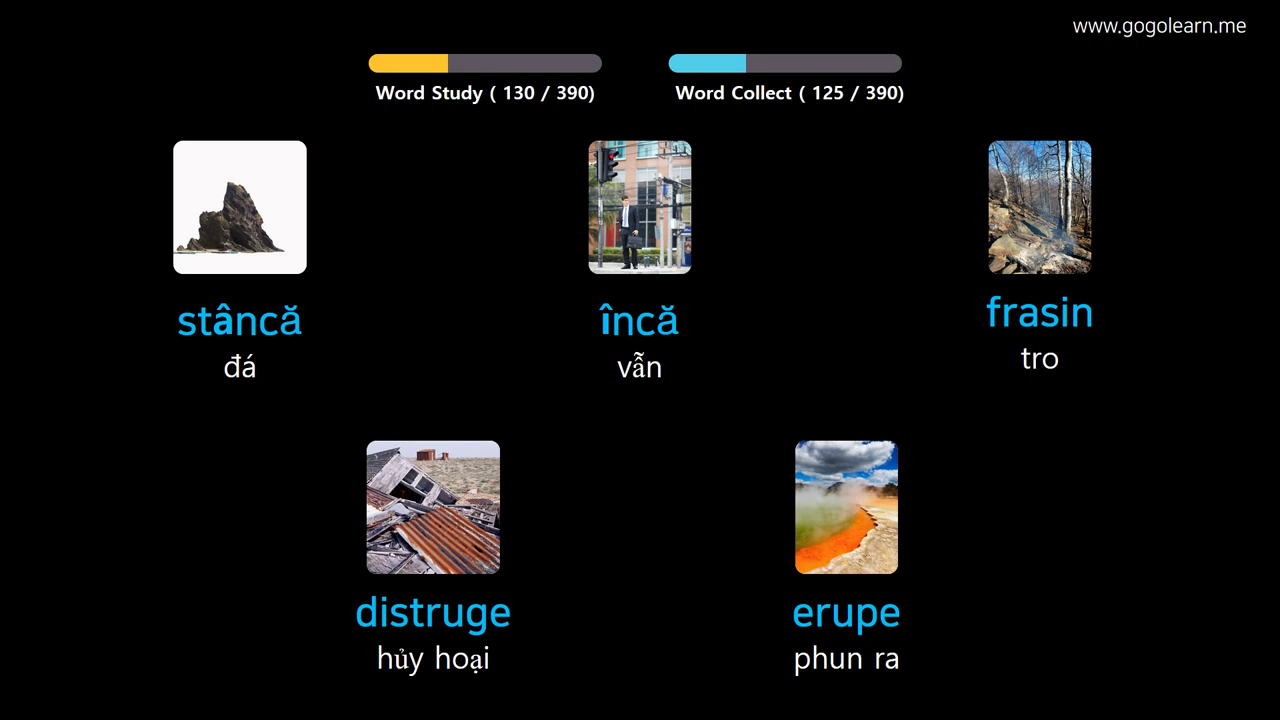 www.gogolearn.me
Word Study ( 130 / 390)
Word Collect ( 125 / 390)
stâncă
đá
încă
vẫn
frasin
tro
distruge
hủy hoại
erupe
phun ra